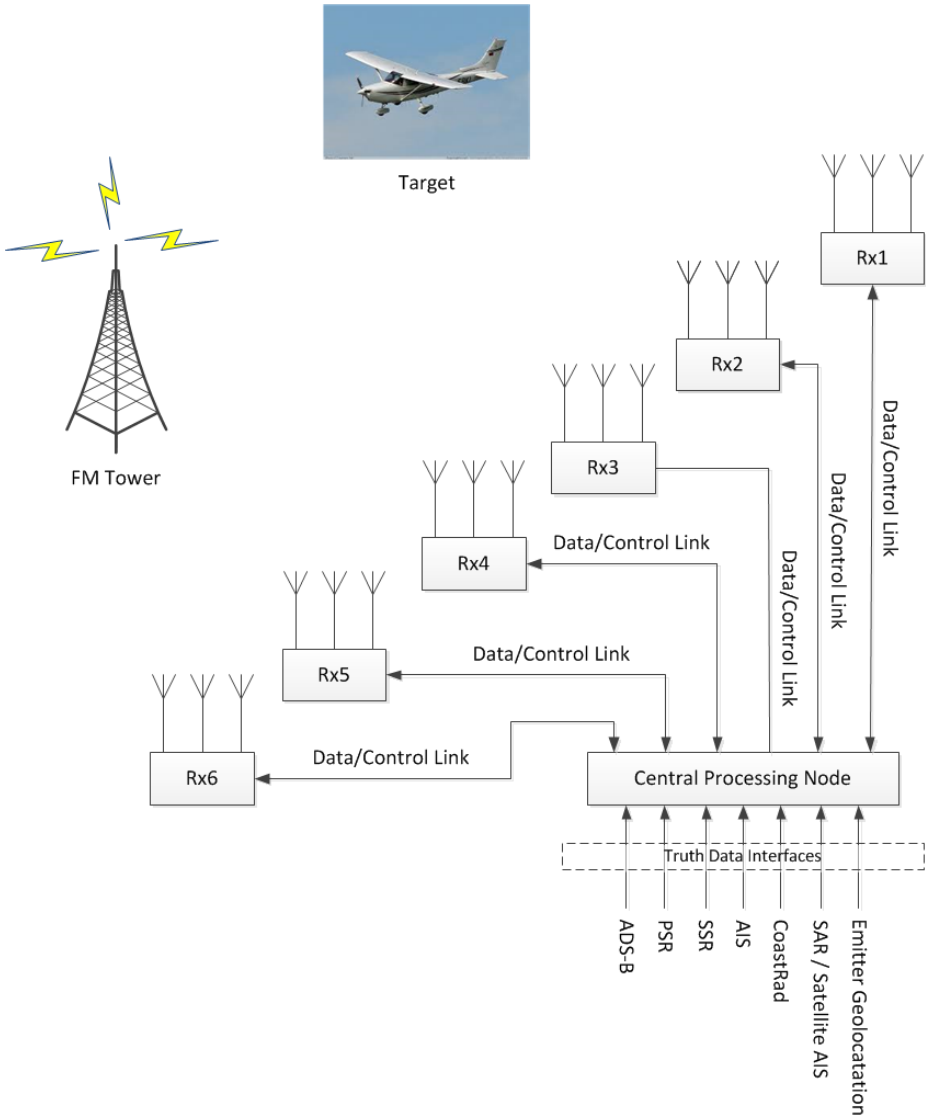 Target
Rx1
Rx2
Rx3
FM Tower
Rx4
Data/Control Link
Data/Control Link
Data/Control Link
Data/Control Link
Rx5
Data/Control Link
Rx6
Data/Control Link
Central Processing Node
Truth Data Interfaces
ADS-B
PSR
SSR
AIS
CoastRad
SAR / Satellite AIS
Emitter Geolocatation